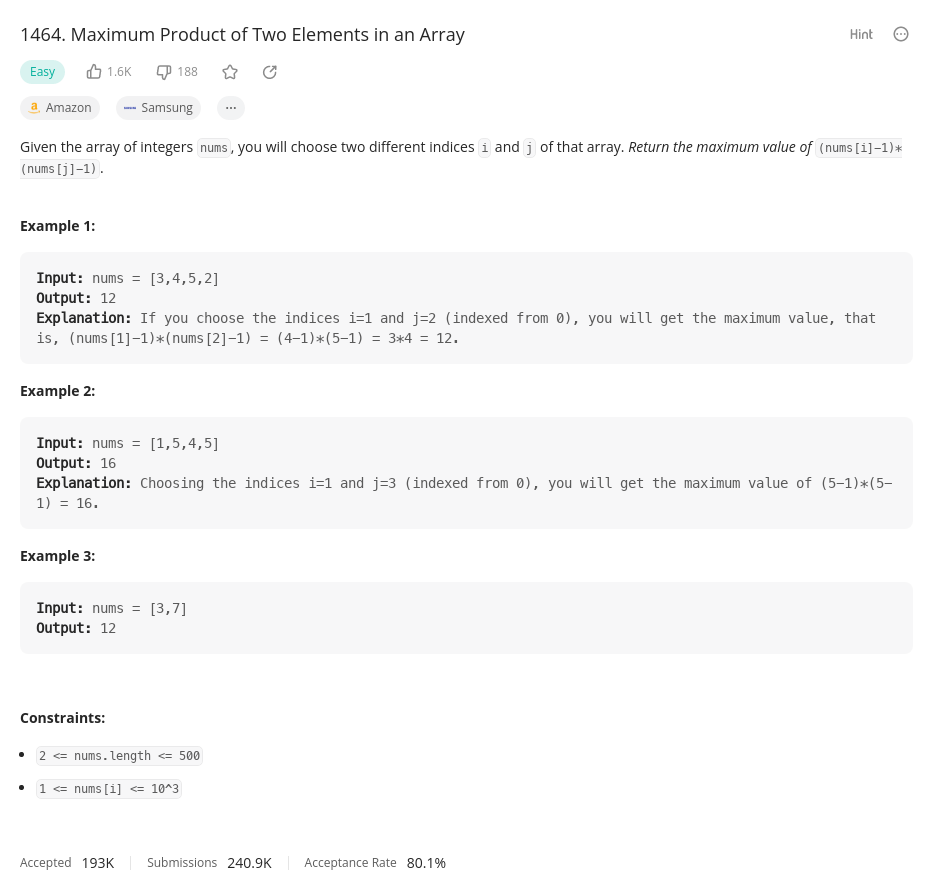 1464. Maximum Product of Two Elements in an Array
Hint
Easy
1.6K
188
Amazon
Samsung
Given the array of integers nums, you will choose two different indices i and j of that array. Return the maximum value of (nums[i]-1)*
(nums[j]-1).
Example 1:
Input: nums = [3,4,5,2]
Output: 12
Explanation: If you choose the indices i=1 and j=2 (indexed from 0), you will get the maximum value, that
is, (nums[1]-1)*(nums[2]-1) = (4-1)*(5-1) = 3*4 = 12.
Example 2:
Input: nums = [1,5,4,5]
Output: 16
Explanation: Choosing the indices i=1 and j=3 (indexed from 0), you will get the maximum value of (5-1)*(5-
1) = 16.
Example 3:
Input: nums = [3,7]
Output: 12
Constraints:
2 <= nums.length <= 500
1 <= nums[i] <= 10^3
Accepted 193K Submissions 240.9K Acceptance Rate 80.1%